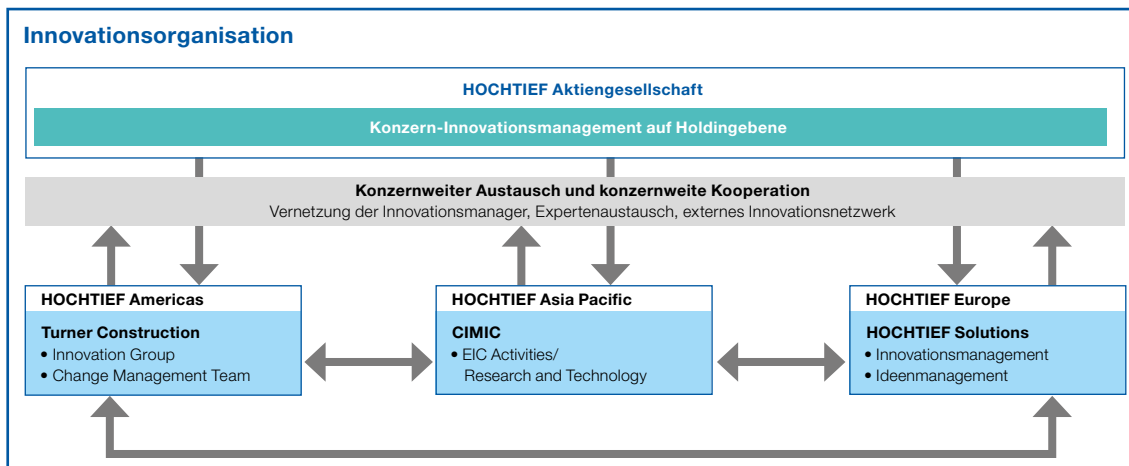 Innovationsorganisation
HOCHTIEF Aktiengesellschaft
Konzern-Innovationsmanagement auf Holdingebene
Konzernweiter Austausch und konzernweite Kooperation
Vernetzung der Innovationsmanager, Expertenaustausch, externes Innovationsnetzwerk
HOCHTIEF Americas
Turner Construction
• Innovation Group
• Change Management Team
HOCHTIEF Asia Pacific
CIMIC
• EIC Activities/
Research and Technology
HOCHTIEF Europe
HOCHTIEF Solutions
• Innovationsmanagement
• Ideenmanagement